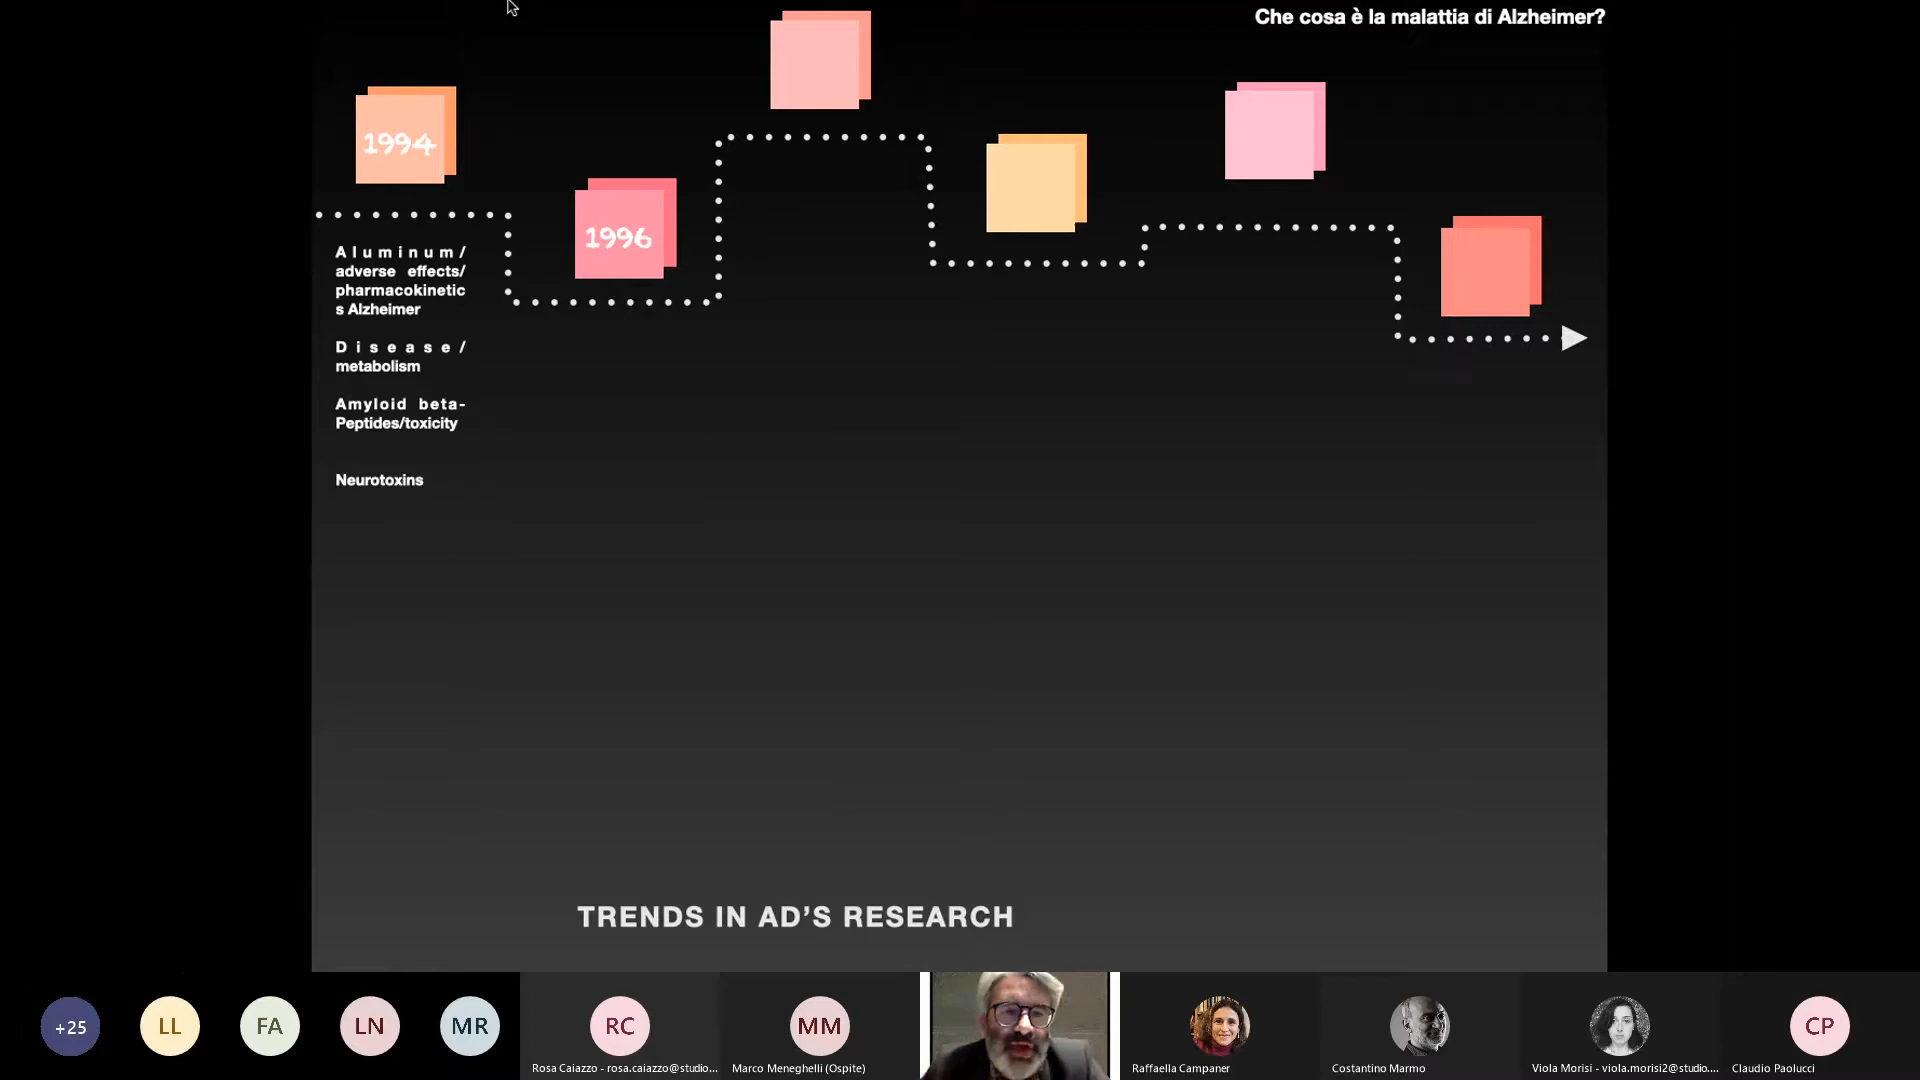 Che cosa è la malattia di Alzheimer?
1994
1996
Aluminum/
adverse effects/
pharmacokinetic
s Alzheimer
Disease/
metabolism
Amyloid beta-
Peptides/toxicity
Neurotoxins
TRENDS IN AD’S RESEARCH
+25
LL
FA
LN
MR
RC
MM
CP
Rosa Caiazzo - rosa.caiazzo@studio...
Marco Meneghelli (Ospite)
Raffaella Campaner
Costantino Marmo
Viola Morisi - viola.morisi2@studio....
Claudio Paolucci